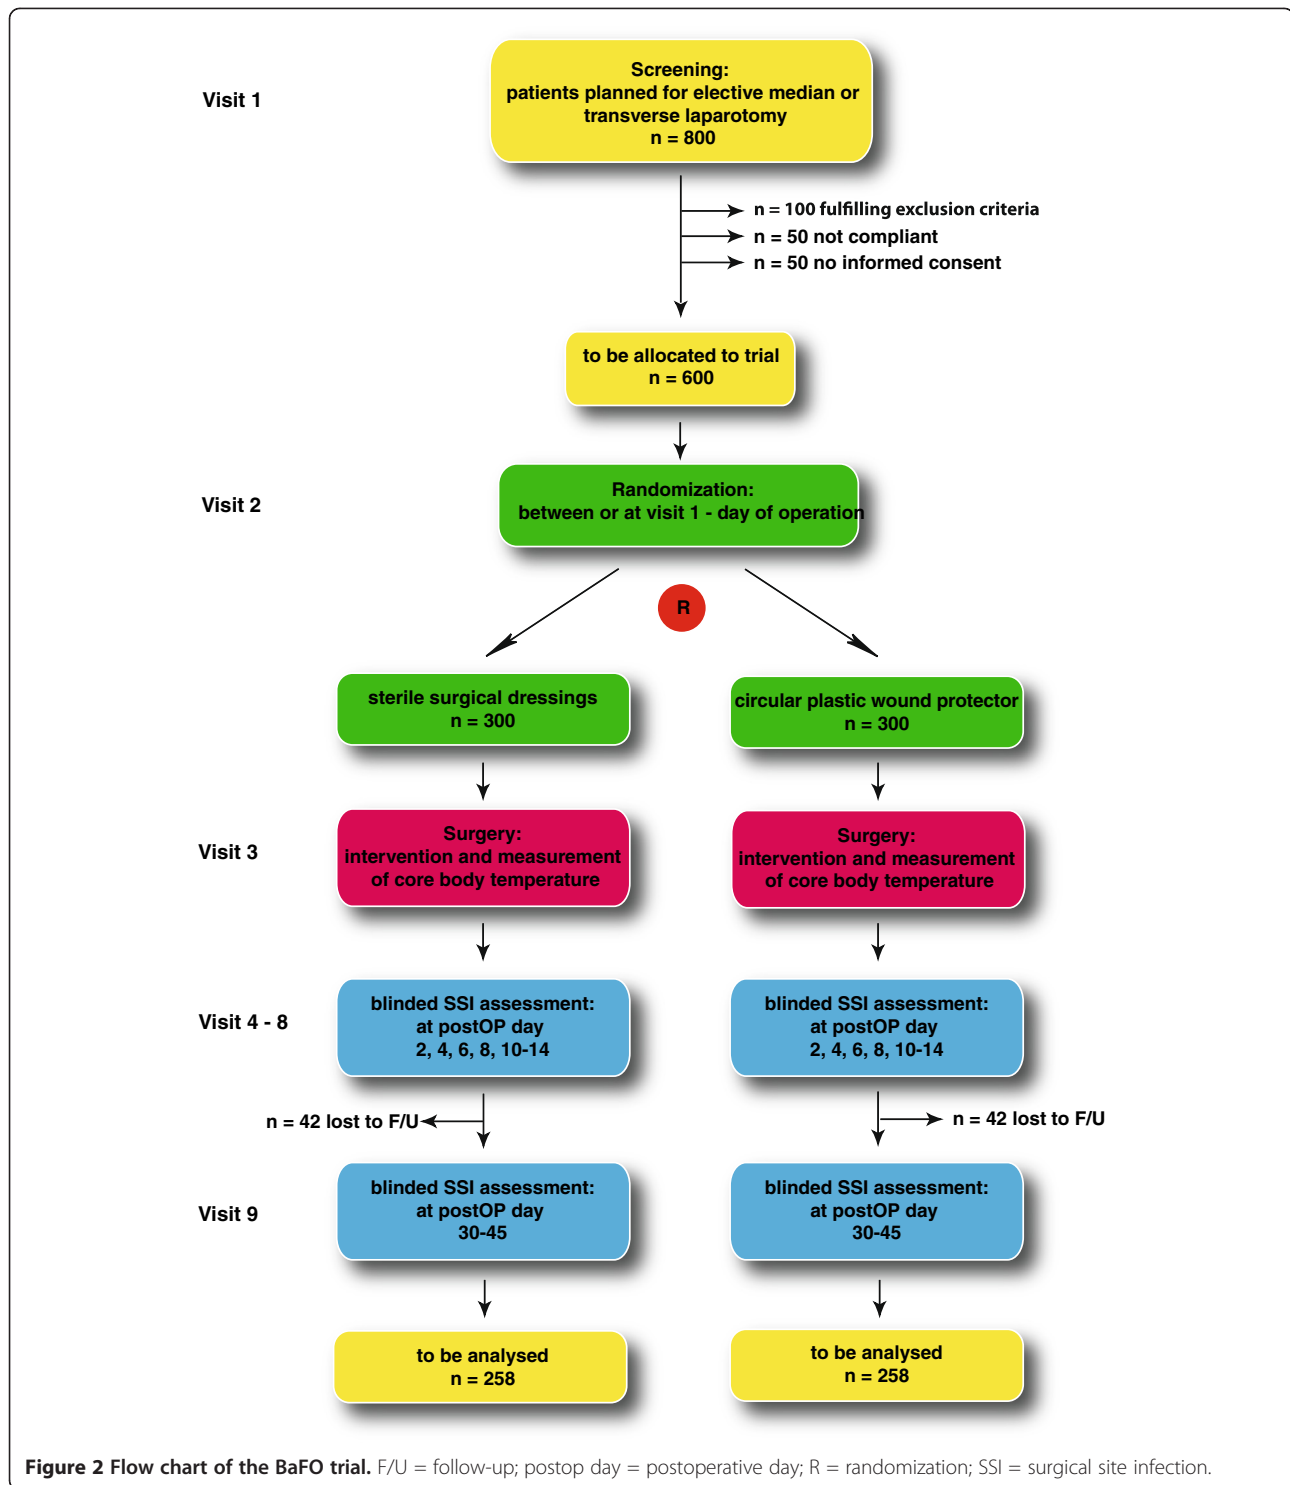 Visit 1
Screening:
patients planned for elective median or
transverse laparotomy
n = 800
n = 100 fulfilling exclusion criteria
n = 50 not compliant
n = 50 no informed consent
to be allocated to trial
n = 600
Visit 2
Randomization:
between or at visit 1 - day of operation
R
sterile surgical dressings
n = 300
circular plastic wound protector
n = 300
Visit 3
Surgery:
intervention and measurement
of core body temperature
Surgery:
intervention and measurement
of core body temperature
Visit 4 - 8
blinded SSI assessment:
at postOP day
2, 4, 6, 8, 10-14
blinded SSI assessment:
at postOP day
2, 4, 6, 8, 10-14
n = 42 lost to F/U
n = 42 lost to F/U
Visit 9
blinded SSI assessment:
at postOP day
30-45
blinded SSI assessment:
at postOP day
30-45
to be analysed
n = 258
to be analysed
n = 258
Figure 2 Flow chart of the BaFO trial. F/U = follow-up; postop day = postoperative day; R = randomization; SSI = surgical site infection.